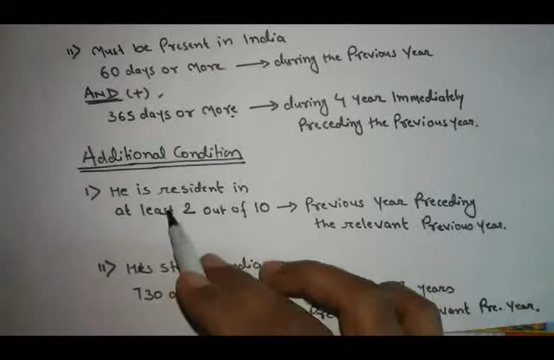 ii) Must be Present in India
60 days or More → during the Previous Year
AND (+),
365 days or More → during 4 year Immediately
Preceding the Previous Year.
Additional Condition
i) He is resident in
at least 2 out of 10 → Previous Year Preceding
the relevant Previous Year.
ii) His
730 years
Pre. Year.